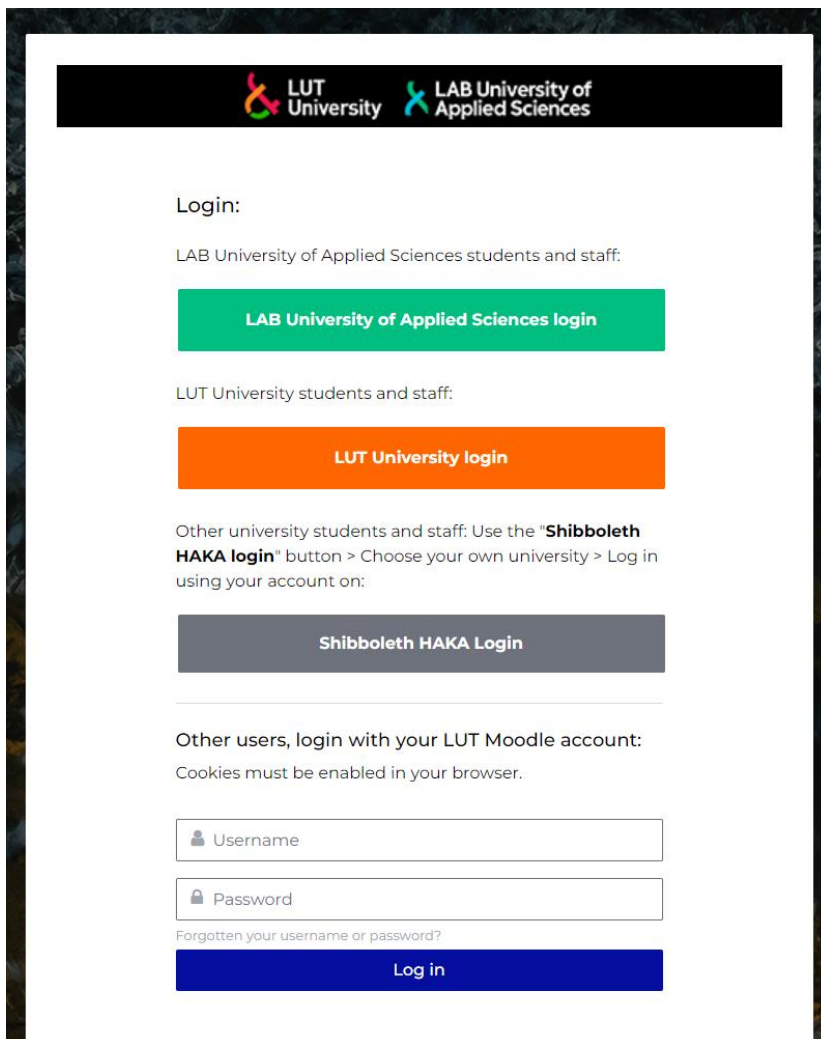 LUT
University
LAB University of
Applied Sciences
Login:
LAB University of Applied Sciences students and staff:
LAB University of Applied Sciences login
LUT University students and staff:
LUT University login
Other university students and staff: Use the "Shibboleth
HAKA login" button > Choose your own university > Log in
using your account on:
Shibboleth HAKA Login
Other users, login with your LUT Moodle account:
Cookies must be enabled in your browser.
Username
Password
Forgotten your username or password?
Log in